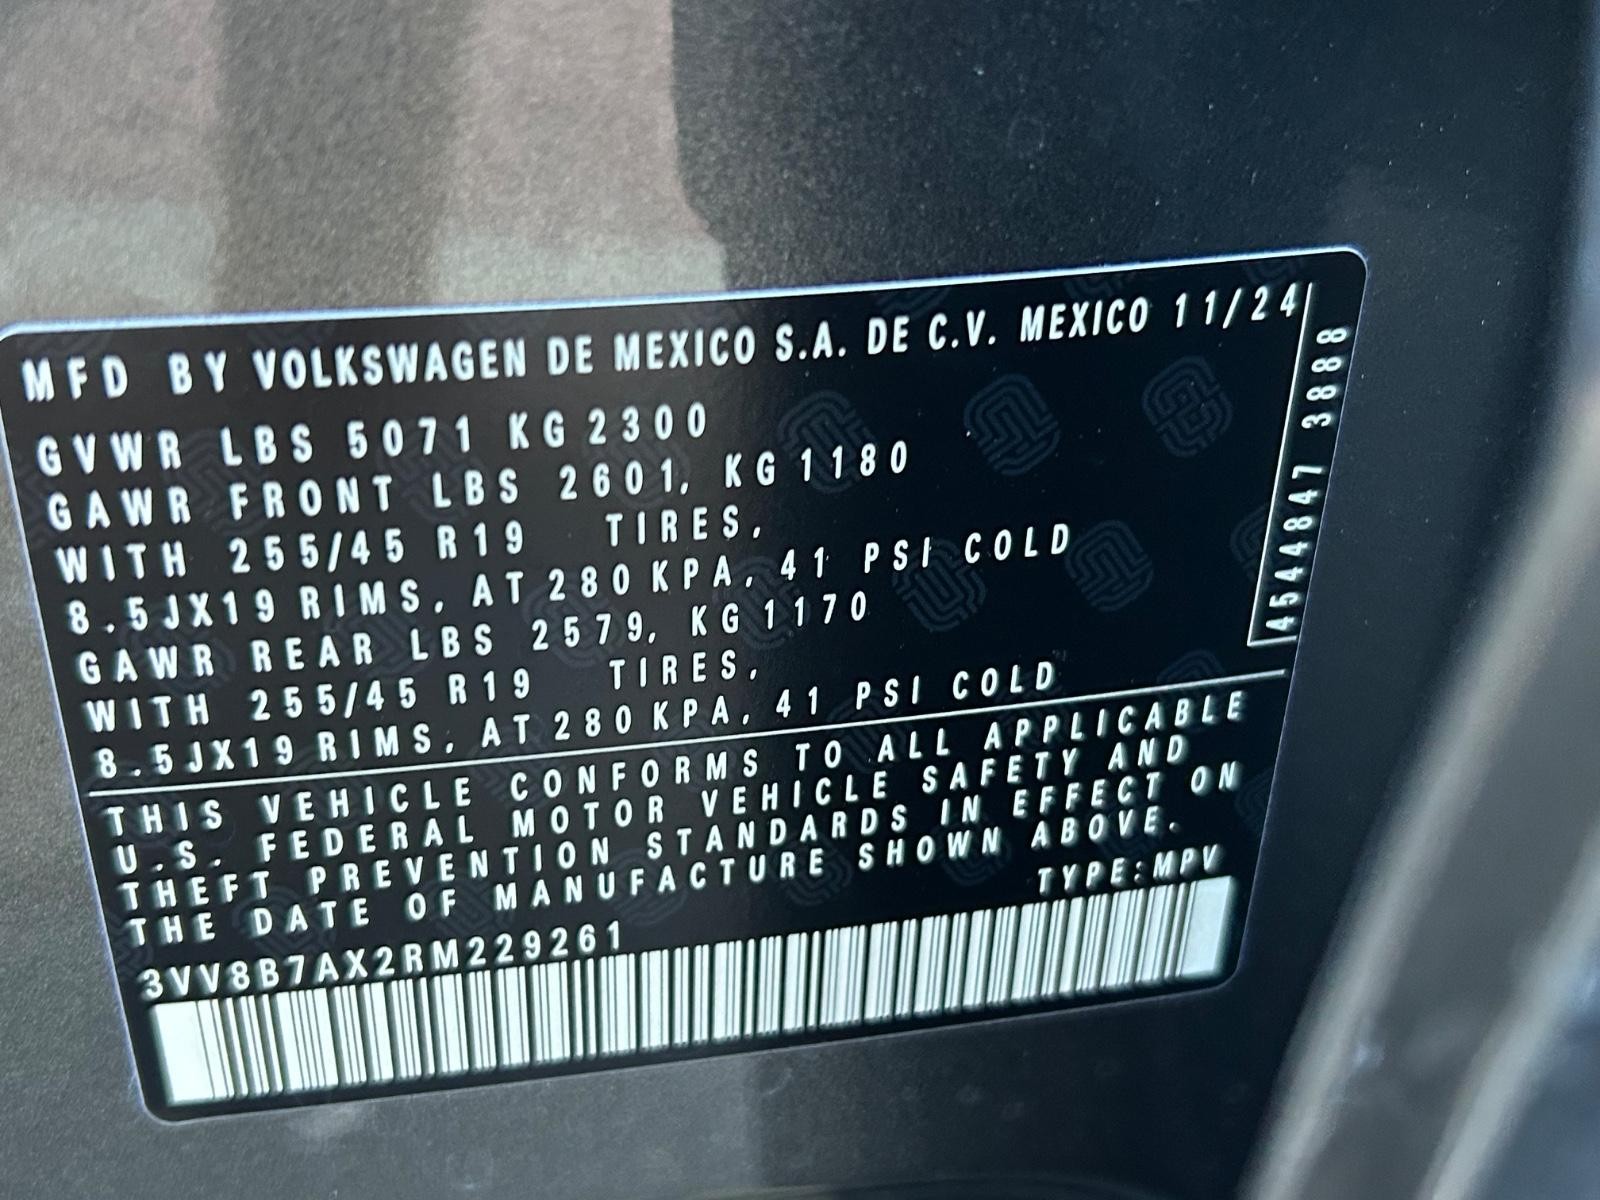 MFD BY VOLKSWAGEN DE MEXICO S.A. DE C.V. MEXICO 11/24
GVWR LBS 5071 KG 2300
GAWR FRONT LBS 2601, KG 1180
WITH 255/45 R19 TIRES,
8.5JX19 RIMS, AT 280 KPA, 41 PSI COLD
GAWR REAR LBS 2579, KG 1170
WITH 255/45 R19 TIRES,
8.5JX19 RIMS, AT 280 KPA, 41 PSI COLD
4544847 3888
THIS VEHICLE CONFORMS TO ALL APPLICABLE
U.S. FEDERAL MOTOR VEHICLE SAFETY AND
THEFT PREVENTION STANDARDS IN EFFECT ON
THE DATE OF MANUFACTURE SHOWN ABOVE.
TYPE:MPV
3VV8B7AX2RM229261